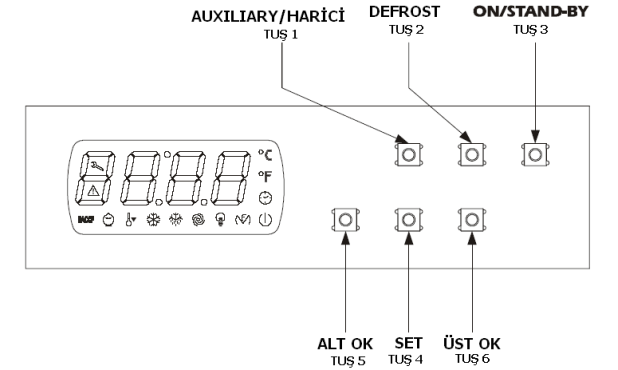 AUXILIARY/HARİCİ
TUŞ 1
DEFROST
TUŞ 2
ON/STAND-BY
TUŞ 3
°C
°F
HACCP
ALT OK
TUŞ 5
SET
TUŞ 4
ÜST OK
TUŞ 6